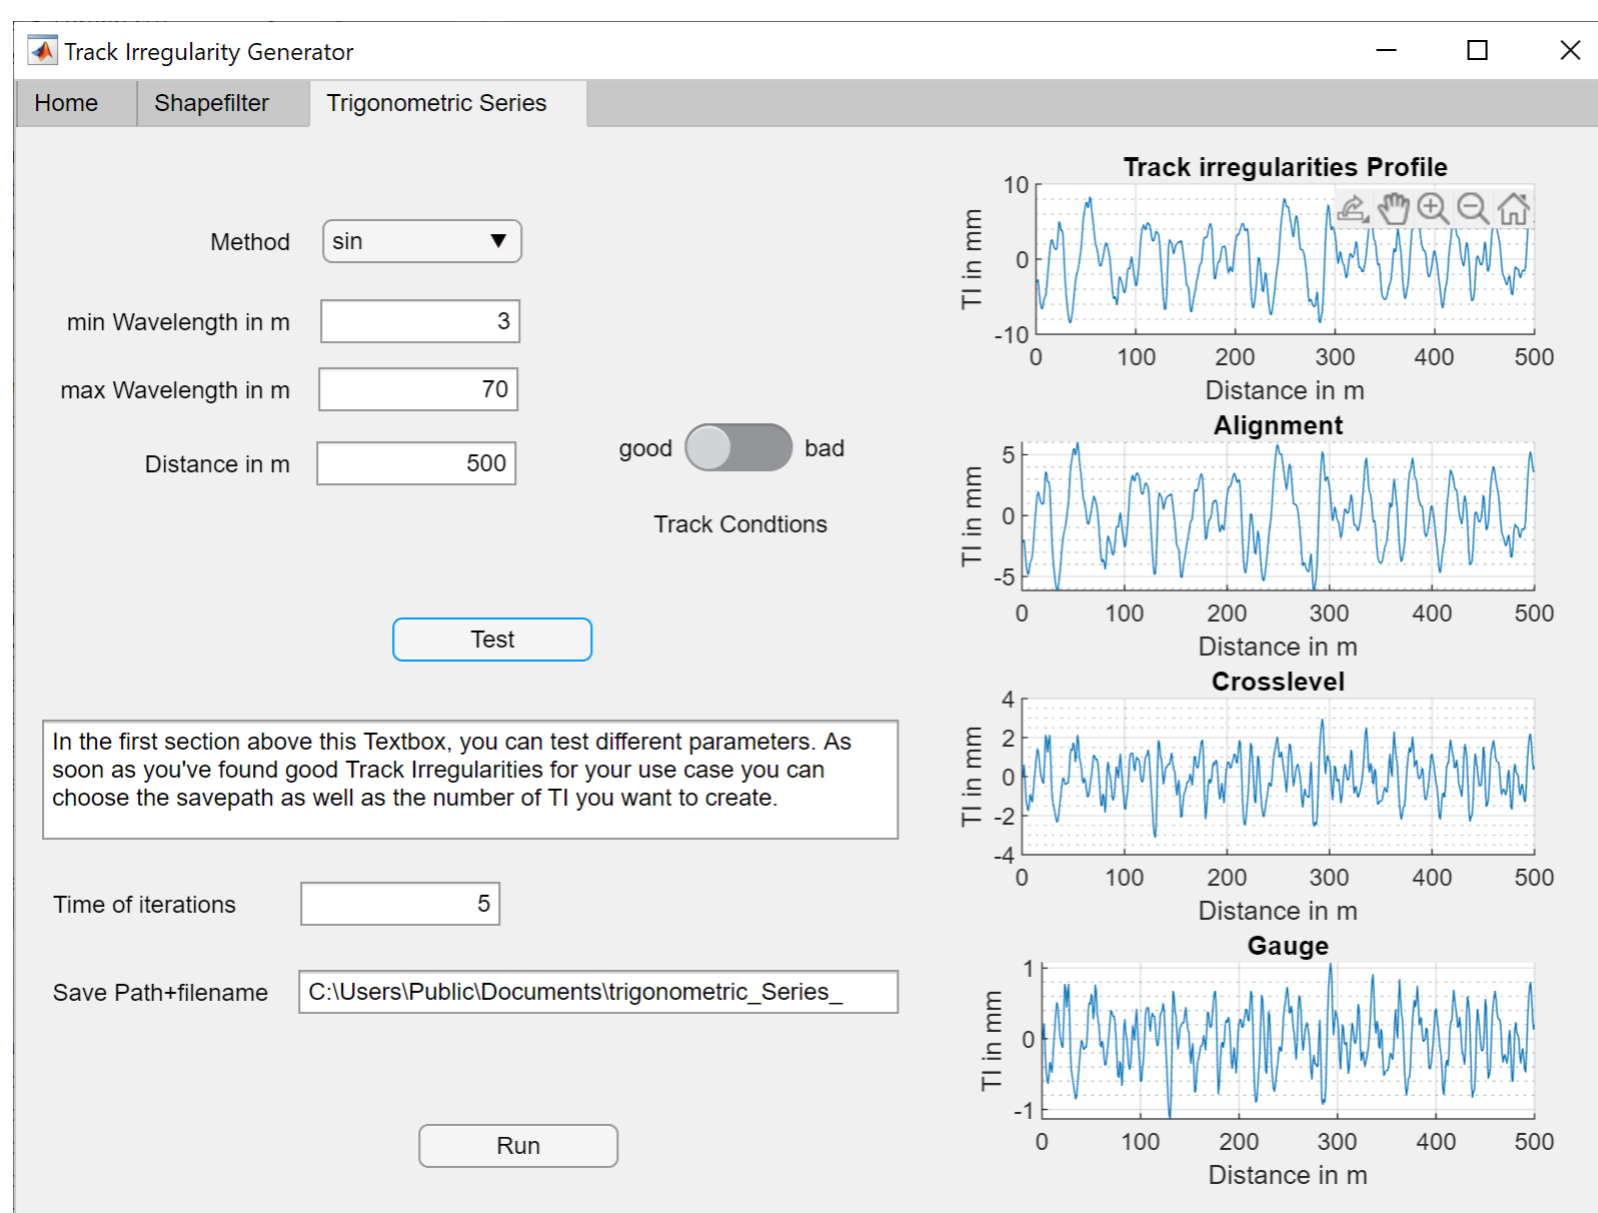 Track Irregularity Generator
Home
Shapefilter
Trigonometric Series
Method
sin
min Wavelength in m
3
max Wavelength in m
70
Distance in m
500
good
bad
Track Condtions
Test
In the first section above this Textbox, you can test different parameters. As
soon as you've found good Track Irregularities for your use case you can
choose the savepath as well as the number of TI you want to create.
Time of iterations
5
Save Path+filename
C:\Users\Public\Documents\trigonometric_Series_
Run
Track irregularities Profile
TI in mm
10
0
-10
0 100 200 300 400 500
Distance in m
Alignment
TI in mm
5
0
-5
0 100 200 300 400 500
Distance in m
Crosslevel
TI in mm
4
2
0
-2
-4
0 100 200 300 400 500
Distance in m
Gauge
TI in mm
1
0
-1
0 100 200 300 400 500
Distance in m